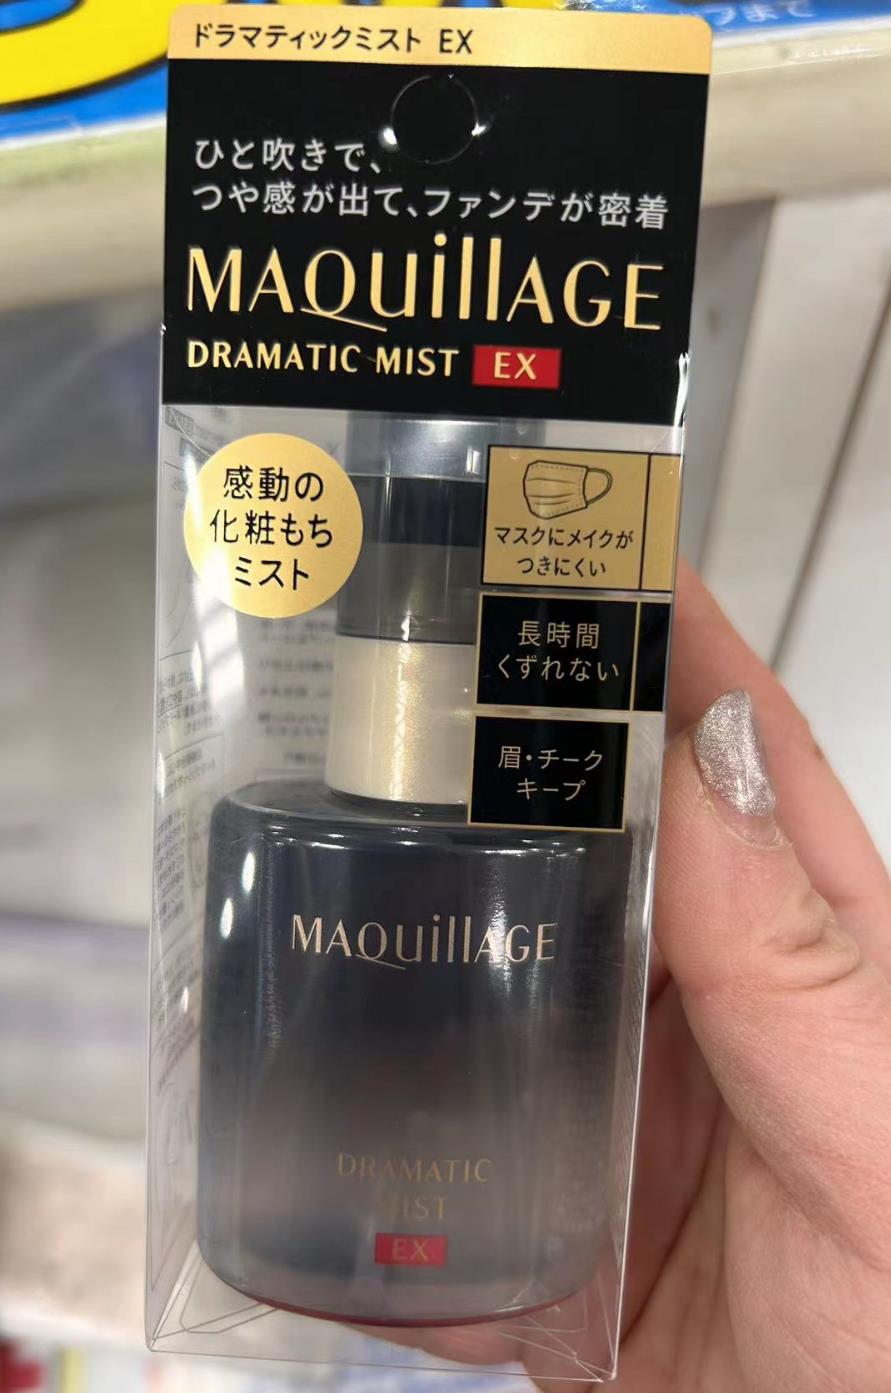 つまで
ドラマティックミスト EX
ひと吹きで、
つや感が出て、ファンデが密着
MAQuillAGE
DRAMATIC MIST EX
感動の
化粧もち
ミスト
マスクにメイクが
つきにくい
長時間
くずれない
眉・チーク
キープ
MAQuillAGE
DRAMATIC
MIST
EX